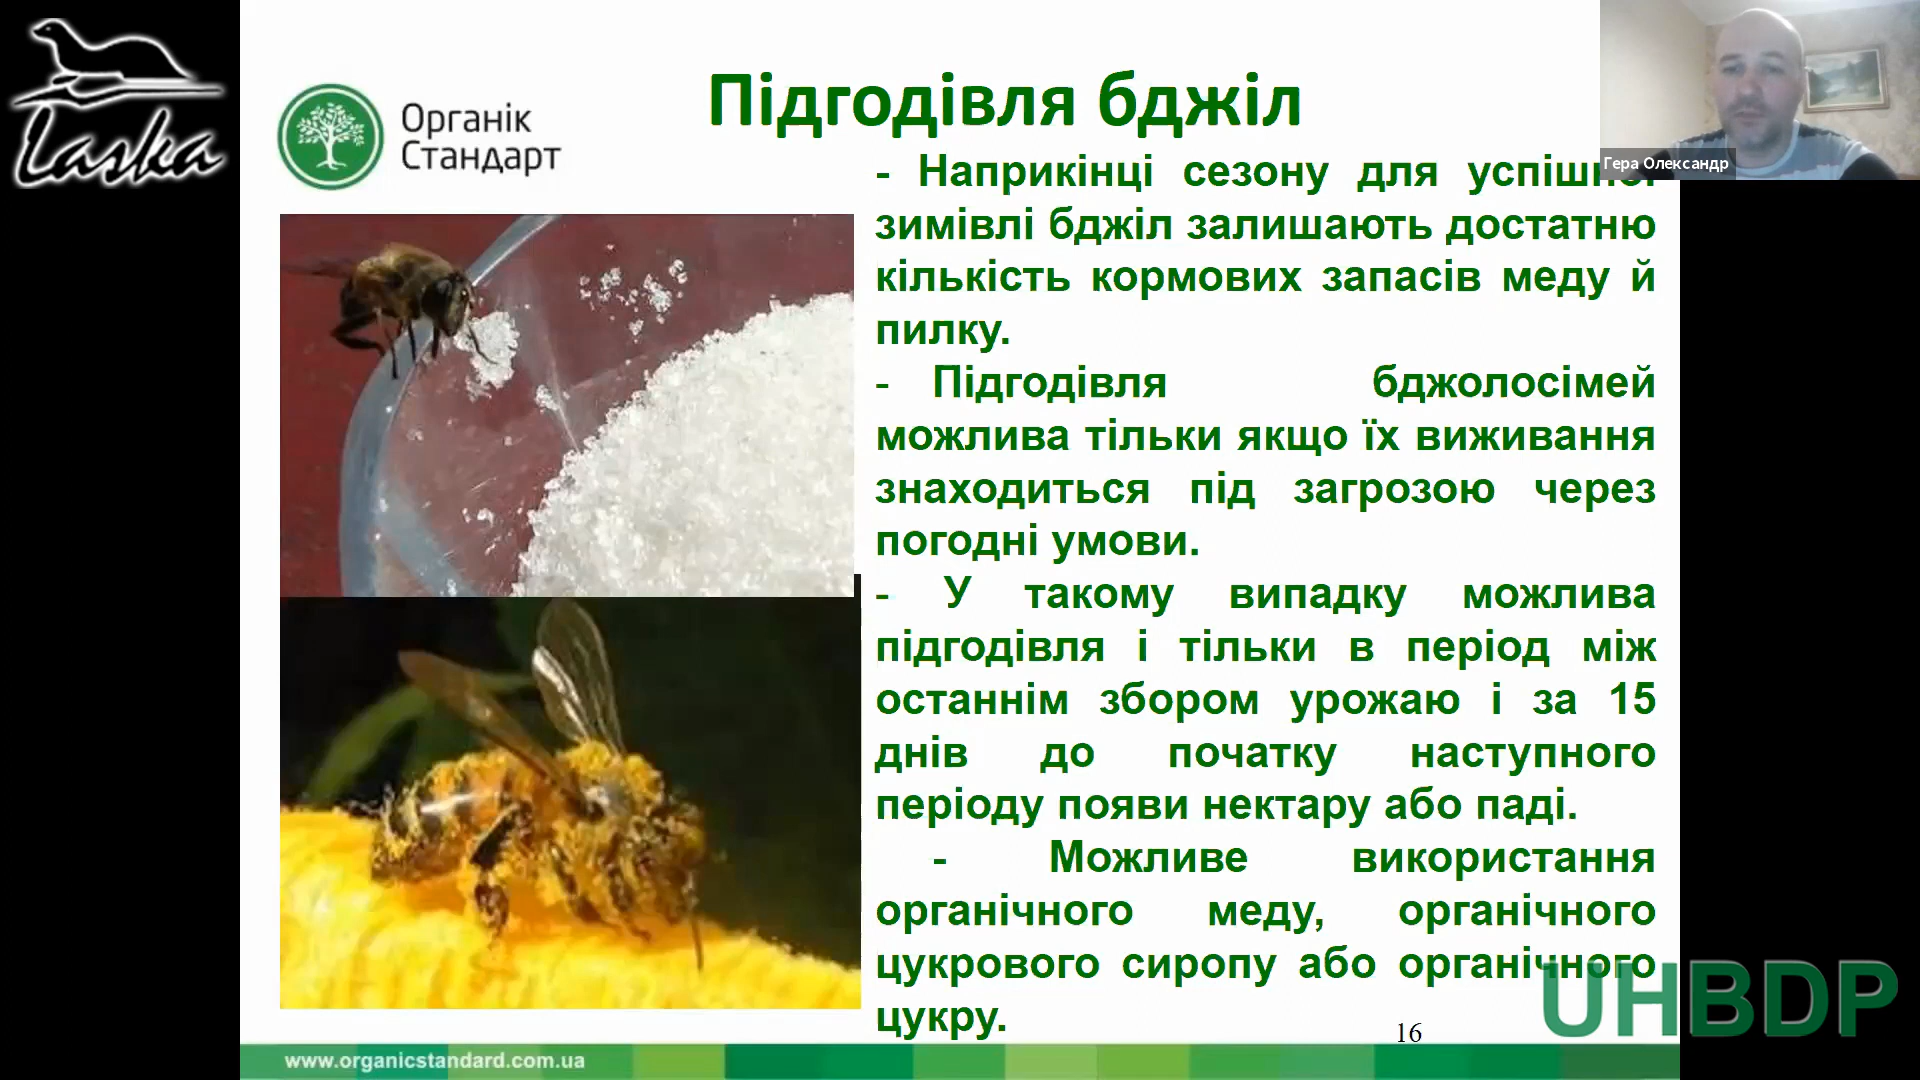 Laska
Органік
Стандарт
Підгодівля бджіл
Гера Олександр
- Наприкінці сезону для успішної
зимівлі бджіл залишають достатню
кількість кормових запасів меду й
пилку.
- Підгодівля бджолосімей
можлива тільки якщо їх виживання
знаходиться під загрозою через
погодні умови.
- У такому випадку можлива
підгодівля і тільки в період між
останнім збором урожаю і за 15
днів до початку наступного
періоду появи нектару або паді.
- Можливе використання
органічного меду, органічного
цукрового сиропу або органічного
цукру.
16
UHBDP
www.organicstandard.com.ua